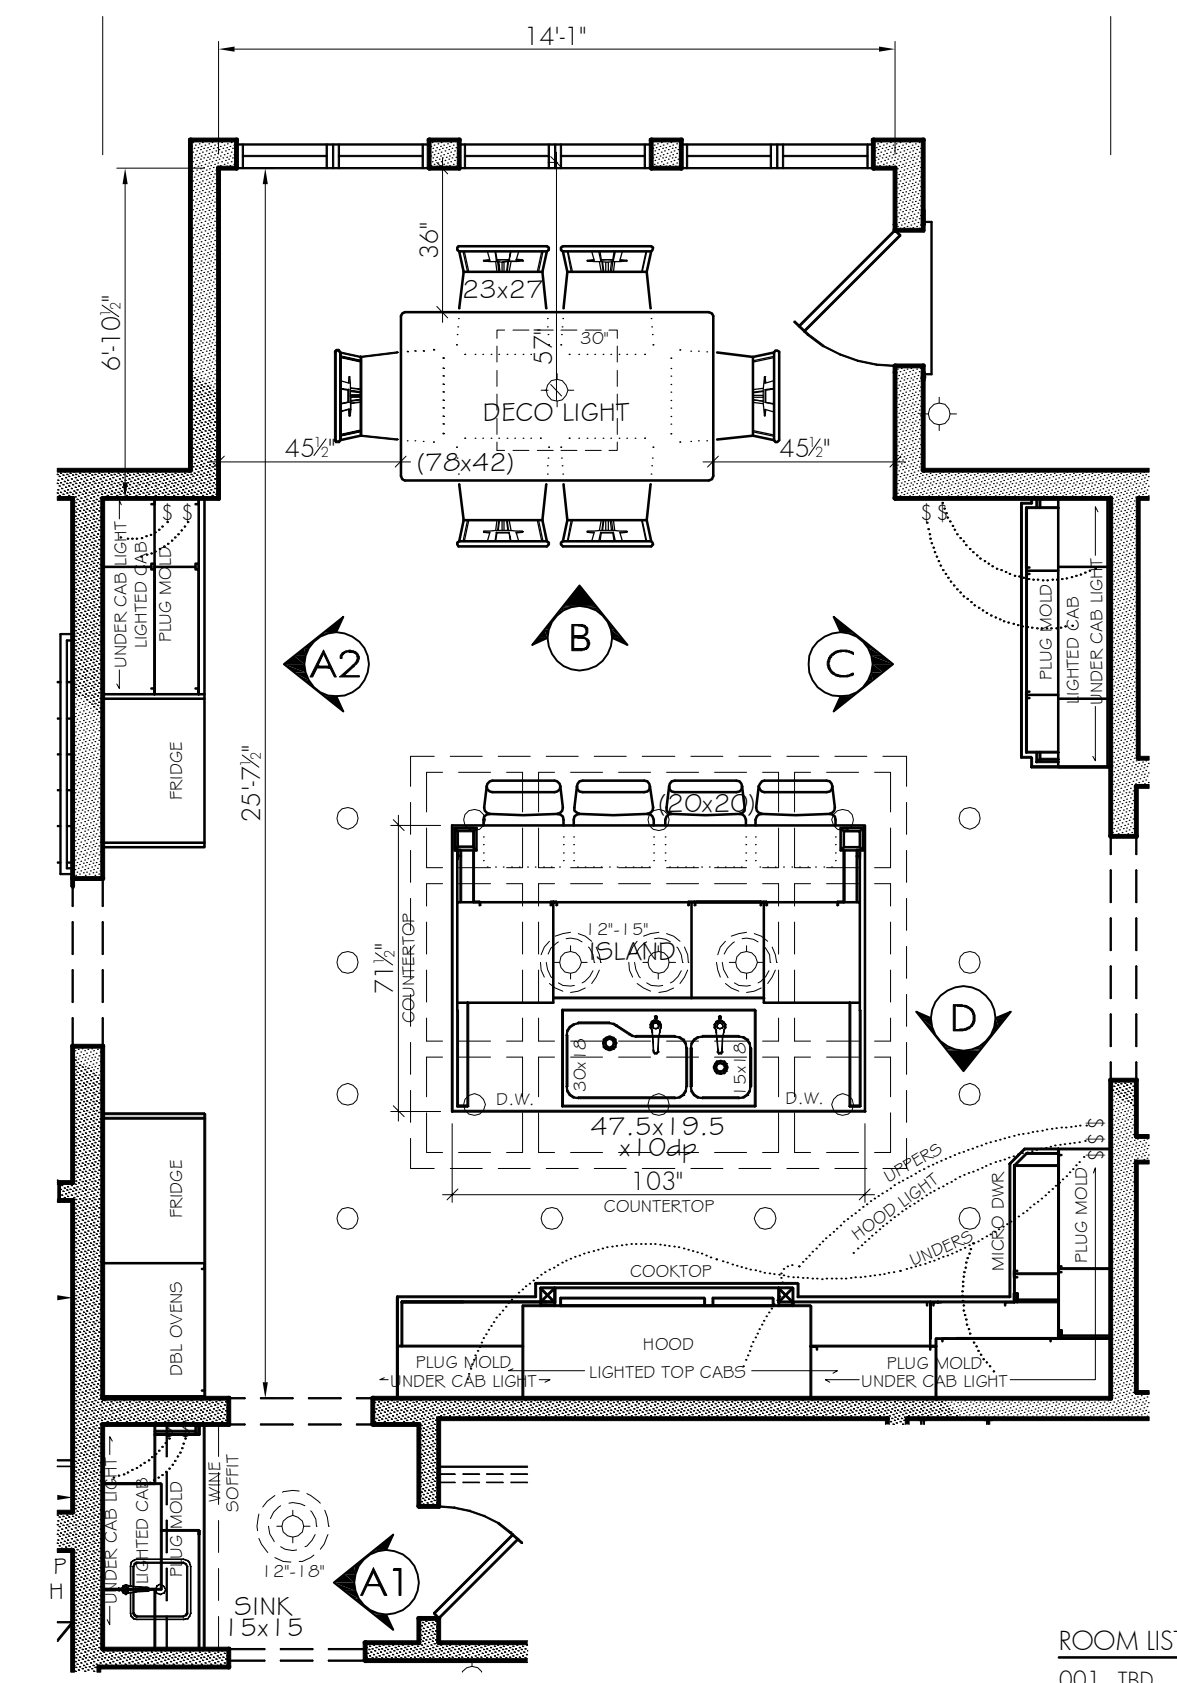 14'-1"
36"
6'-10½"
23x27
57"
30"
DECO LIGHT
45½"
(78x42)
45½"
$ $
$ $
UNDER CAB LIGHT
LIGHTED CAB
PLUG MOLD
PLUG MOLD
LIGHTED CAB
UNDER CAB LIGHT
B
A2
C
FRIDGE
25'-7½"
(20x20)
71½"
COUNTERTOP
12"-15"
ISLAND
D
30x18
15x18
D.W.
D.W.
47.5x19.5
x10dp
103"
COUNTERTOP
$ $ $
UPPERS
HOOD LIGHT
UNDERS
MICRO DWR
PLUG MOLD
FRIDGE
DBL OVENS
COOKTOP
HOOD
LIGHTED TOP CABS
PLUG MOLD
UNDER CAB LIGHT
PLUG MOLD
UNDER CAB LIGHT
UNDER CAB LIGHT
LIGHTED CAB
PLUG MOLD
WINE
SOFFIT
12"-18"
A1
P
H
SINK
15x15
ROOM LIST
001 TBD